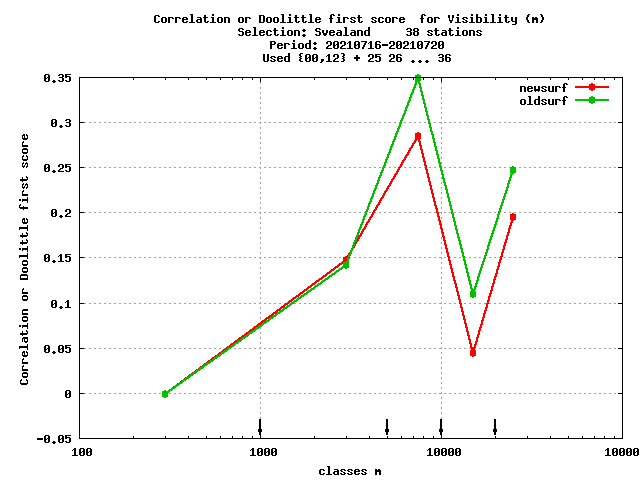 Correlation or Doolittle first score  for Visibility (m)
Selection: Svealand     38 stations
Period: 20210716-20210720
Used {00,12} + 25 26 ... 36
newsurf
oldsurf
Correlation or Doolittle first score
0.35
0.3
0.25
0.2
0.15
0.1
0.05
0
-0.05
100
1000
10000
10000
classes m